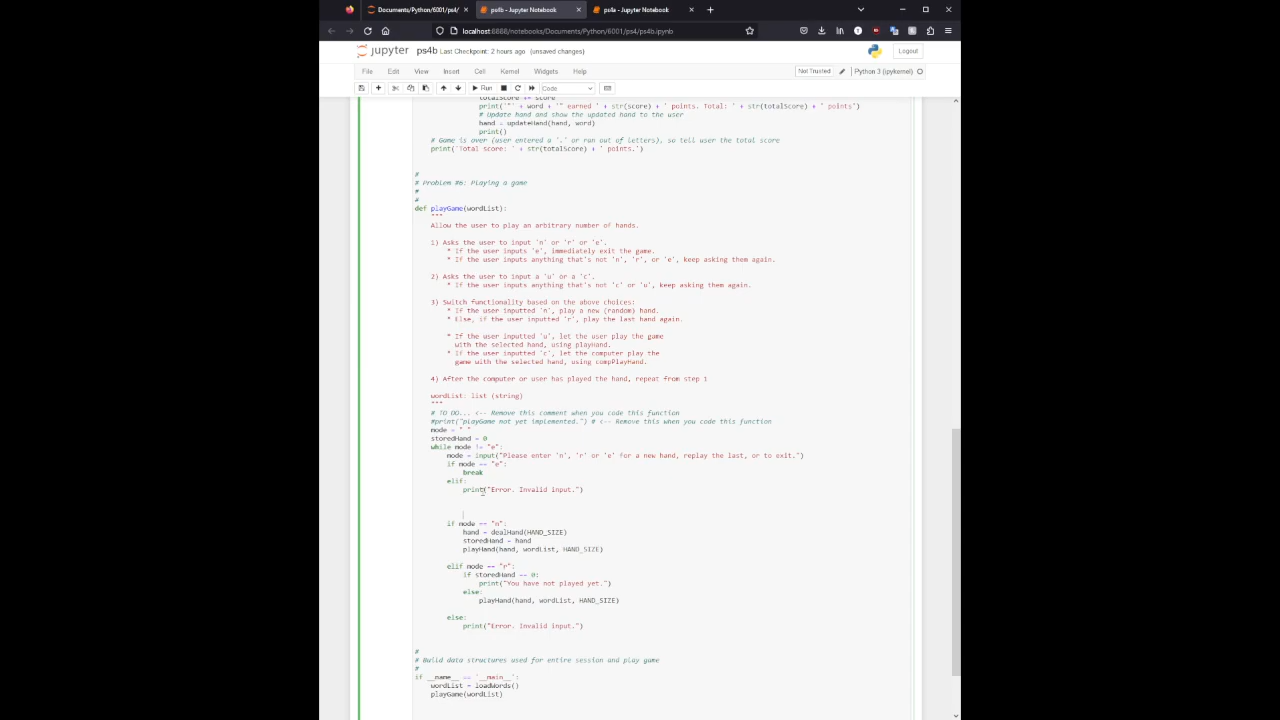 Documents/Python/6001/ps4/
ps4b - Jupyter Notebook
ps4a - Jupyter Notebook
localhost:8888/notebooks/Documents/Python/6001/ps4/ps4b.ipynb
jupyter ps4b Last Checkpoint: 2 hours ago (unsaved changes)
Logout
File Edit View Insert Cell Kernel Widgets Help
Not Trusted
Python 3 (ipykernel)
Run
Code
totalScore += score
print('"' + word + '" earned ' + str(score) + ' points. Total: ' + str(totalScore) + ' points")
# Update hand and show the updated hand to the user
hand = updateHand(hand, word)
print()
# Game is over (user entered a '.' or ran out of letters), so tell user the total score
print('Total score: ' + str(totalScore) + ' points.')
#
# Problem #6: Playing a game
#
#
def playGame(wordList):
"""
Allow the user to play an arbitrary number of hands.
1) Asks the user to input 'n' or 'r' or 'e'.
* If the user inputs 'e', immediately exit the game.
* If the user inputs anything that's not 'n', 'r', or 'e', keep asking them again.
2) Asks the user to input a 'u' or a 'c'.
* If the user inputs anything that's not 'c' or 'u', keep asking them again.
3) Switch functionality based on the above choices:
* If the user inputted 'n', play a new (random) hand.
* Else, if the user inputted 'r', play the last hand again.
* If the user inputted 'u', let the user play the game
with the selected hand, using playHand.
* If the user inputted 'c', let the computer play the
game with the selected hand, using compPlayHand.
4) After the computer or user has played the hand, repeat from step 1
wordList: list (string)
"""
# TO DO... <-- Remove this comment when you code this function
#print("playGame not yet implemented.") # <-- Remove this when you code this function
mode = " "
storedHand = 0
while mode != "e":
mode = input("Please enter 'n', 'r' or 'e' for a new hand, replay the last, or to exit.")
if mode == "e":
break
elif:
print("Error. Invalid input.")
if mode == "n":
hand = dealHand(HAND_SIZE)
storedHand = hand
playHand(hand, wordList, HAND_SIZE)
elif mode == "r":
if storedHand == 0:
print("You have not played yet.")
else:
playHand(hand, wordList, HAND_SIZE)
else:
print("Error. Invalid input.")
#
# Build data structures used for entire session and play game
#
if __name__ == '__main__':
wordList = loadWords()
playGame(wordList)